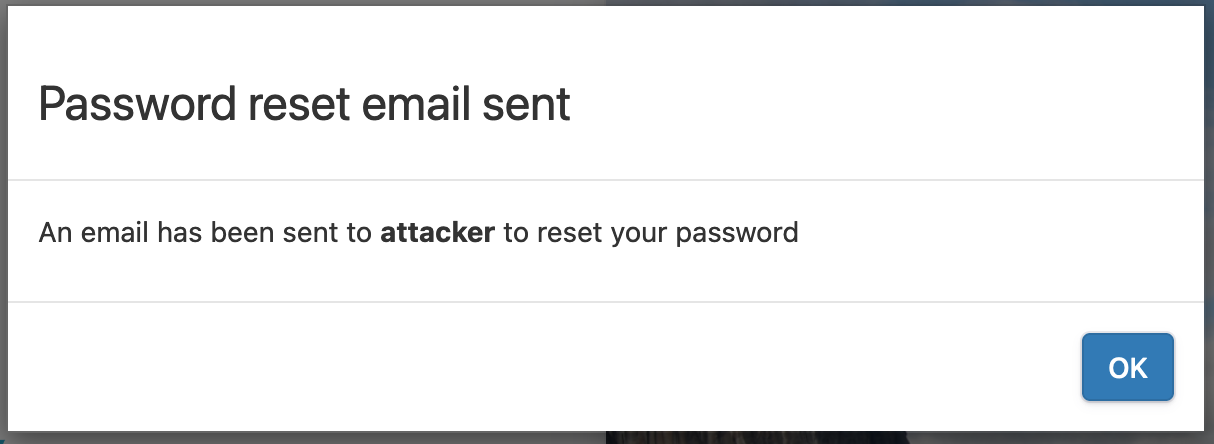 Password reset email sent
An email has been sent to attacker to reset your password
OK